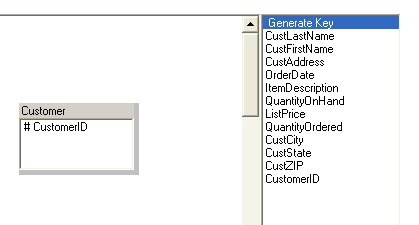 Customer
# CustomerID
Generate Key
CustLastName
CustFirstName
CustAddress
OrderDate
ItemDescription
QuantityOnHand
ListPrice
QuantityOrdered
CustCity
CustState
CustZIP
CustomerID